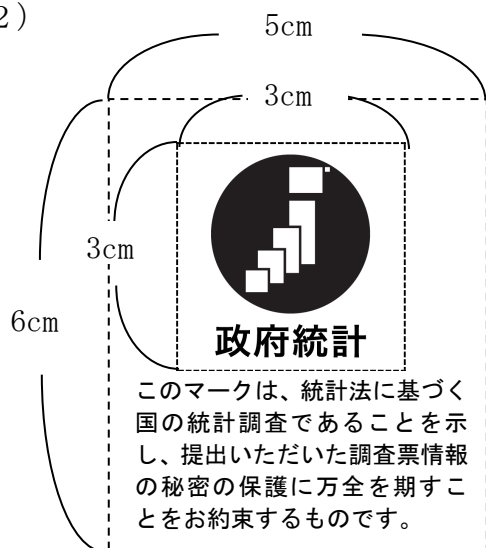 2）
5cm
3cm
3cm
6cm
政府統計
このマークは、統計法に基づく
国の統計調査であることを示
し、提出いただいた調査票情報
の秘密の保護に万全を期すこ
とをお約束するものです。